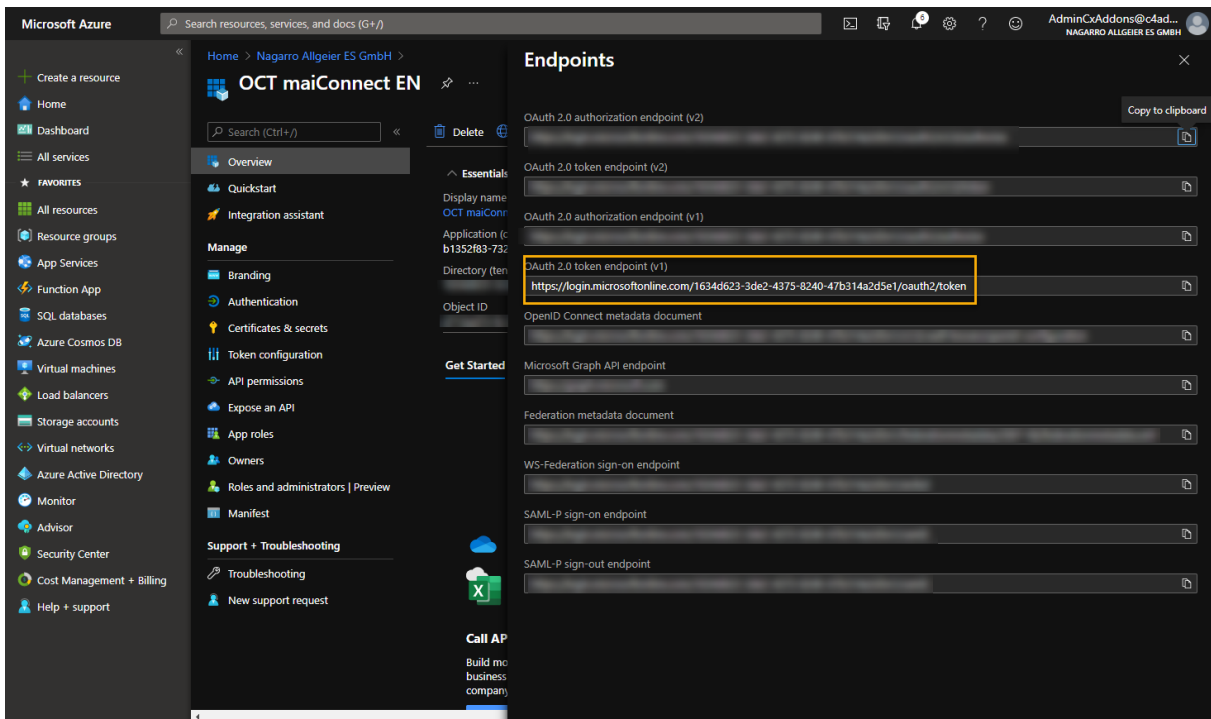 Microsoft Azure
Search resources, services, and docs (G+/)
6
AdminCxAddons@c4ad...
NAGARRO ALLGEIER ES GMBH
Create a resource
Home
Dashboard
All services
FAVORITES
All resources
Resource groups
App Services
Function App
SQL databases
Azure Cosmos DB
Virtual machines
Load balancers
Storage accounts
Virtual networks
Azure Active Directory
Monitor
Advisor
Security Center
Cost Management + Billing
Help + support
Home > Nagarro Allgeier ES GmbH >
OCT maiConnect EN
Search (Ctrl+/)
Overview
Quickstart
Integration assistant
Manage
Branding
Authentication
Certificates & secrets
Token configuration
API permissions
Expose an API
App roles
Owners
Roles and administrators | Preview
Manifest
Support + Troubleshooting
Troubleshooting
New support request
Delete
Essentials
Display name
OCT maiConn
Application (c
b1352f83-732
Directory (ten
Object ID
Get Started
Call AP
Build mo
business
company
Endpoints
Copy to clipboard
OAuth 2.0 authorization endpoint (v2)
OAuth 2.0 token endpoint (v2)
OAuth 2.0 authorization endpoint (v1)
OAuth 2.0 token endpoint (v1)
https://login.microsoftonline.com/1634d623-3de2-4375-8240-47b314a2d5e1/oauth2/token
OpenID Connect metadata document
Microsoft Graph API endpoint
Federation metadata document
WS-Federation sign-on endpoint
SAML-P sign-on endpoint
SAML-P sign-out endpoint